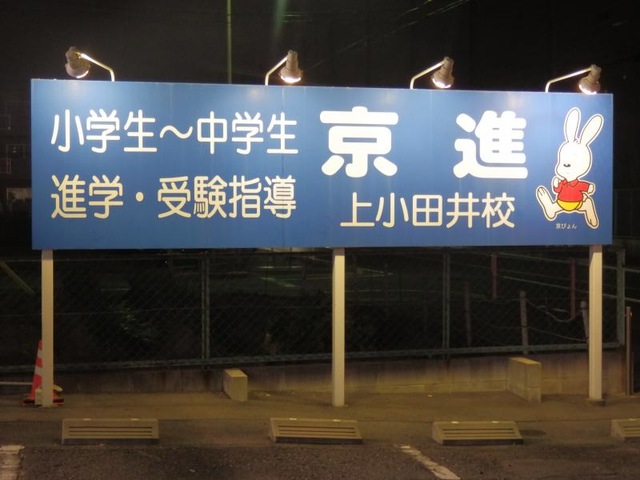 小学生～中学生
進学・受験指導
京進
上小田井校
京ぴょん